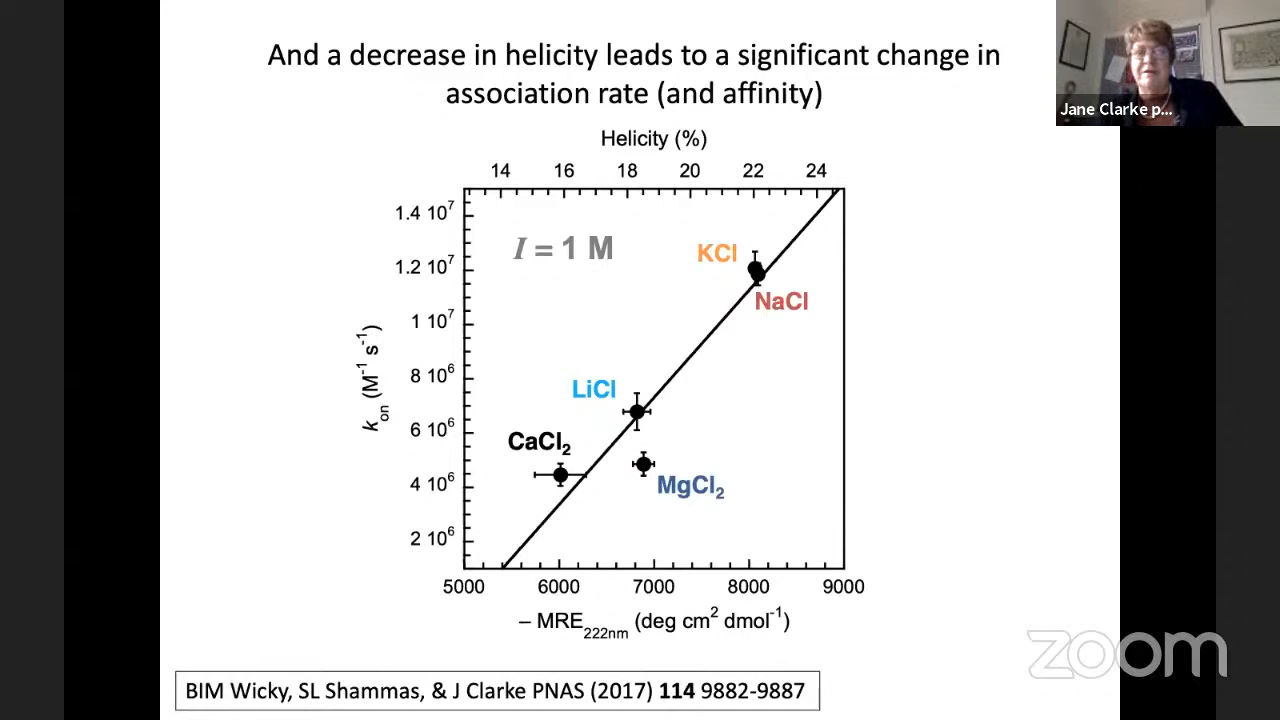 And a decrease in helicity leads to a significant change in
association rate (and affinity)
Jane Clarke p...
Helicity (%)
14 16 18 20 22 24
1.4 10⁷
1.2 10⁷
1 10⁷
8 10⁶
6 10⁶
4 10⁶
2 10⁶
k_on (M⁻¹ s⁻¹)
I = 1 M
KCl
NaCl
LiCl
CaCl₂
MgCl₂
5000 6000 7000 8000 9000
– MRE₂₂₂ₙₘ (deg cm² dmol⁻¹)
zoom
BIM Wicky, SL Shammas, & J Clarke PNAS (2017) 114 9882-9887